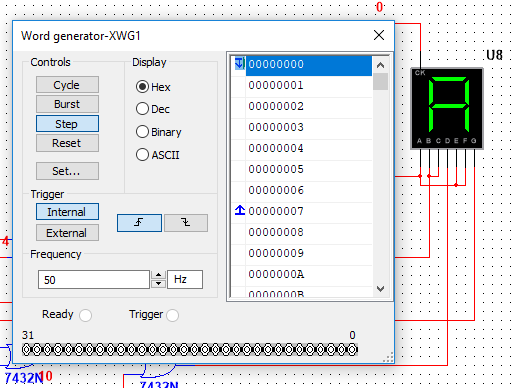 0
Word generator-XWG1
U8
Controls
Display
Cycle
Burst
Step
Reset
Set...
Hex
Dec
Binary
ASCII
Trigger
Internal
External
Frequency
50
Hz
Ready
Trigger
31
0
00000000
00000001
00000002
00000003
00000004
00000005
00000006
00000007
00000008
00000009
0000000A
0000000B
CK
A
A B C D E F G
4
7432N
10
7432N